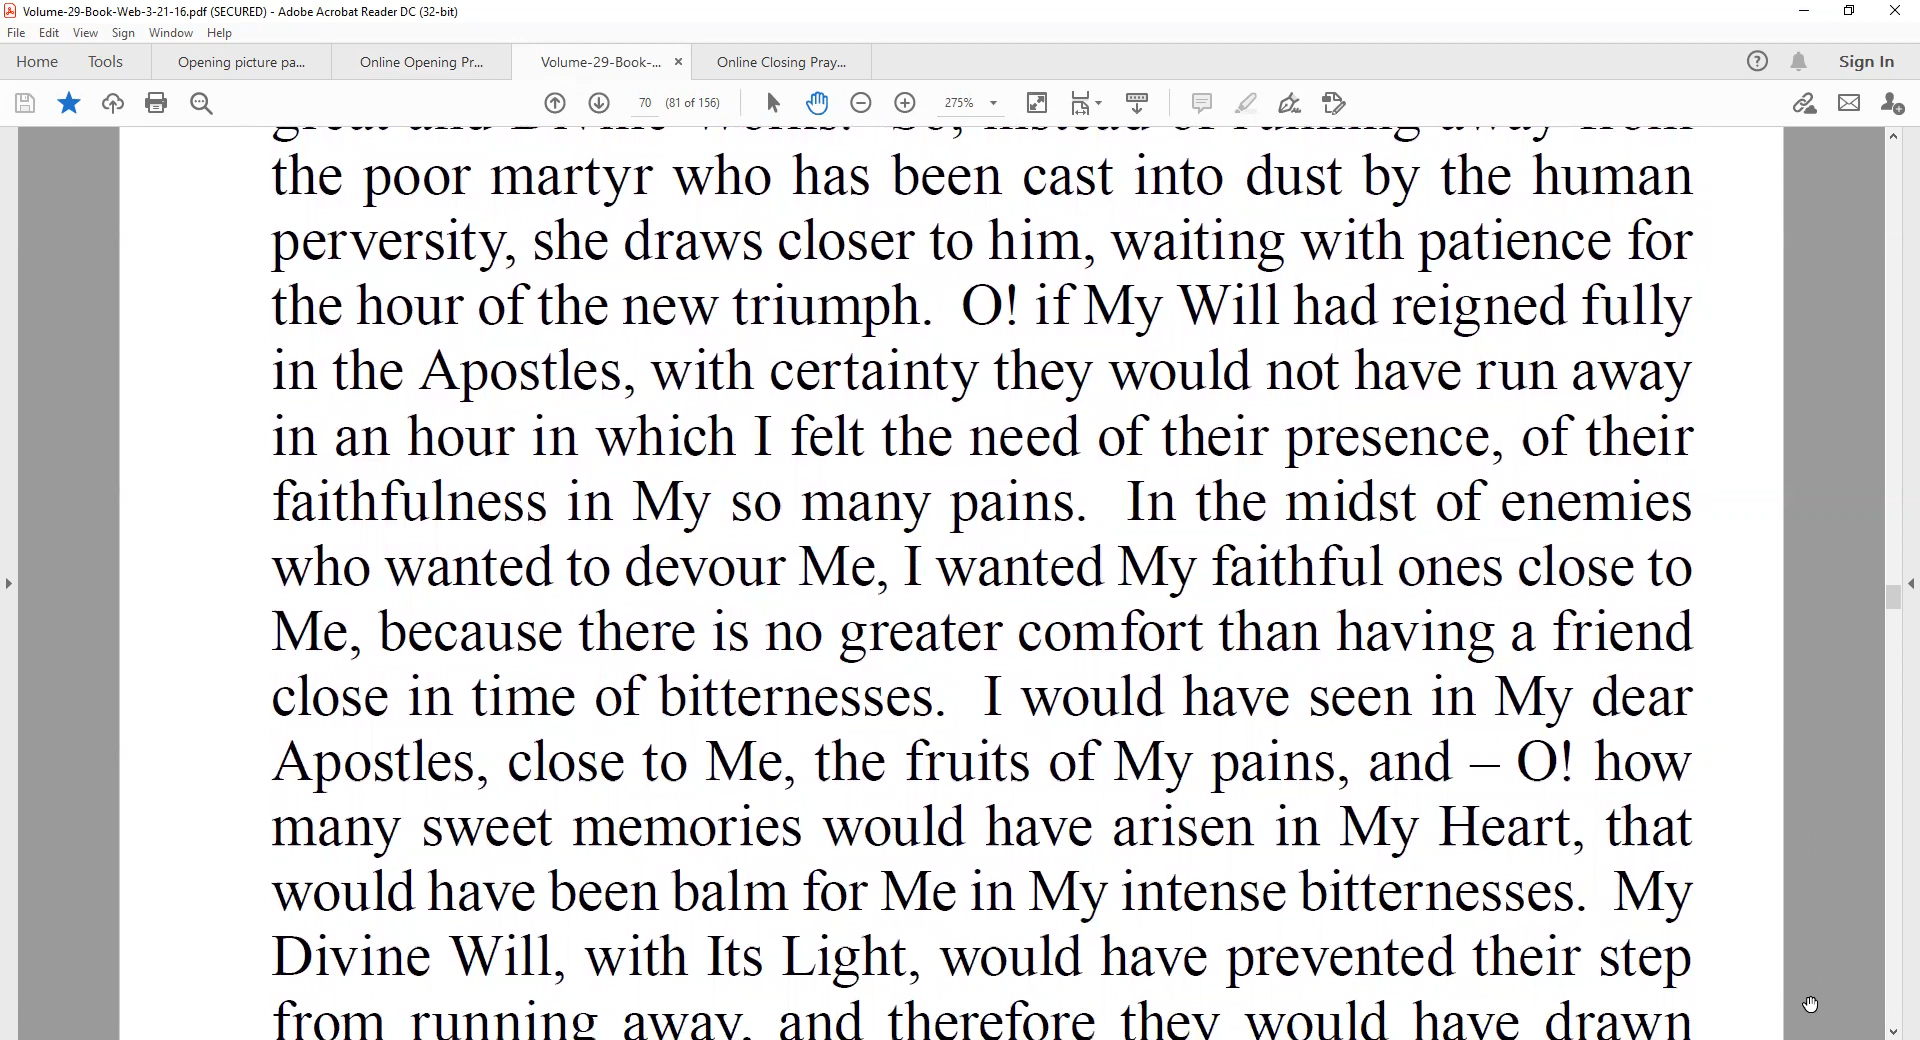 Volume-29-Book-Web-3-21-16.pdf (SECURED) - Adobe Acrobat Reader DC (32-bit)
File Edit View Sign Window Help
Home Tools Opening picture pa... Online Opening Pr... Volume-29-Book-... × Online Closing Pray... ? Sign In
70 (81 of 156) 275%
great and Divine Works. So, instead of running away from
the poor martyr who has been cast into dust by the human
perversity, she draws closer to him, waiting with patience for
the hour of the new triumph. O! if My Will had reigned fully
in the Apostles, with certainty they would not have run away
in an hour in which I felt the need of their presence, of their
faithfulness in My so many pains. In the midst of enemies
who wanted to devour Me, I wanted My faithful ones close to
Me, because there is no greater comfort than having a friend
close in time of bitternesses. I would have seen in My dear
Apostles, close to Me, the fruits of My pains, and – O! how
many sweet memories would have arisen in My Heart, that
would have been balm for Me in My intense bitternesses. My
Divine Will, with Its Light, would have prevented their step
from running away, and therefore they would have drawn